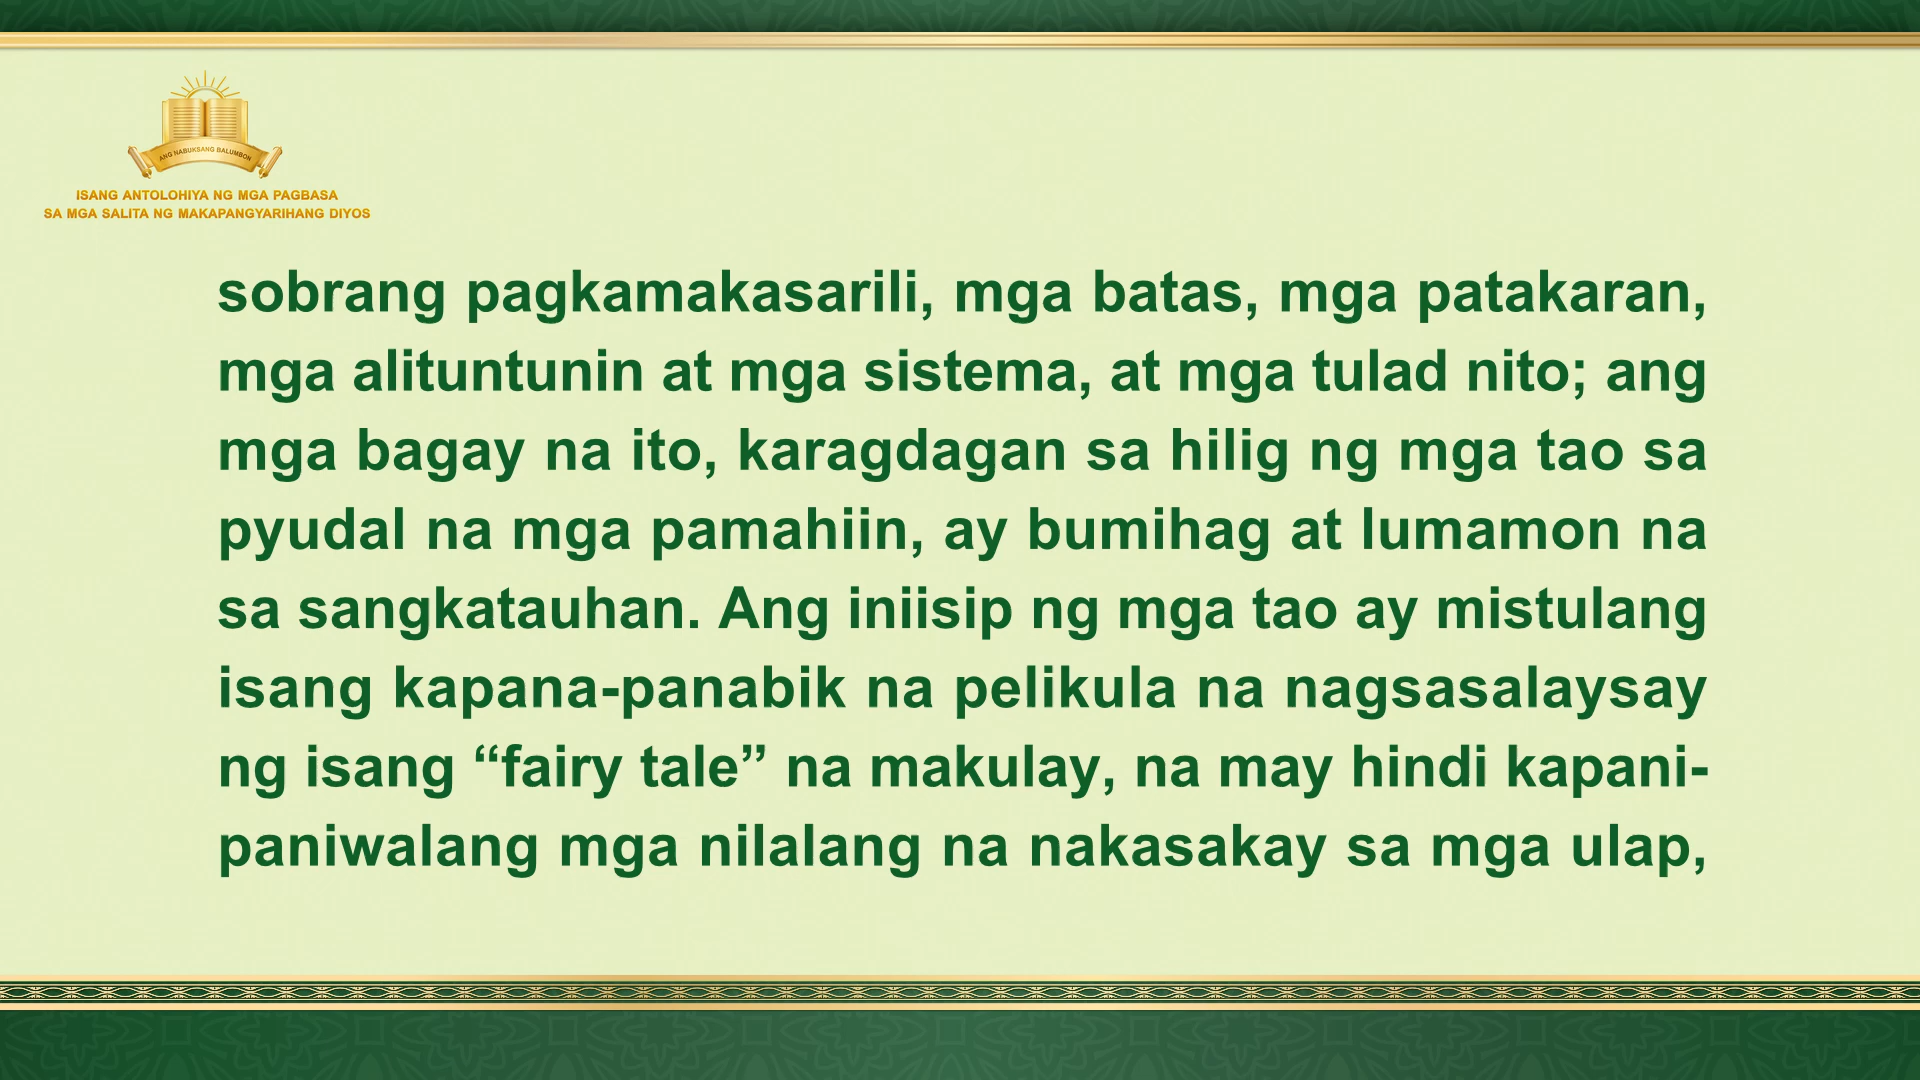 ANG NABUKSANG BALUMBON
ISANG ANTOLOHIYA NG MGA PAGBASA
SA MGA SALITA NG MAKAPANGYARIHANG DIYOS
sobrang pagkamakasarili, mga batas, mga patakaran,
mga alituntunin at mga sistema, at mga tulad nito; ang
mga bagay na ito, karagdagan sa hilig ng mga tao sa
pyudal na mga pamahiin, ay bumihag at lumamon na
sa sangkatauhan. Ang iniisip ng mga tao ay mistulang
isang kapana-panabik na pelikula na nagsasalaysay
ng isang “fairy tale” na makulay, na may hindi kapani-
paniwalang mga nilalang na nakasakay sa mga ulap,